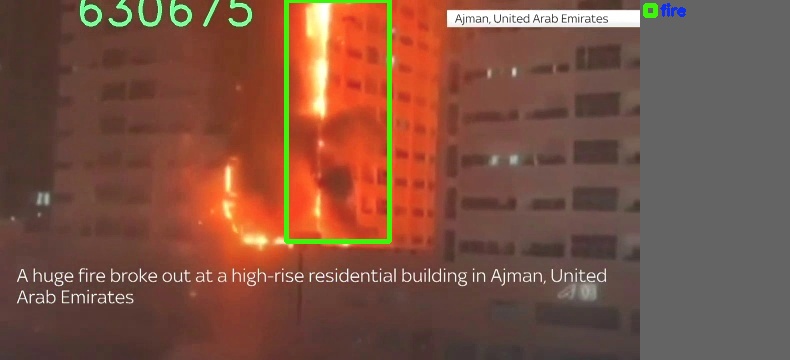 630675
Ajman, United Arab Emirates
fire
A huge fire broke out at a high-rise residential building in Ajman, United
Arab Emirates